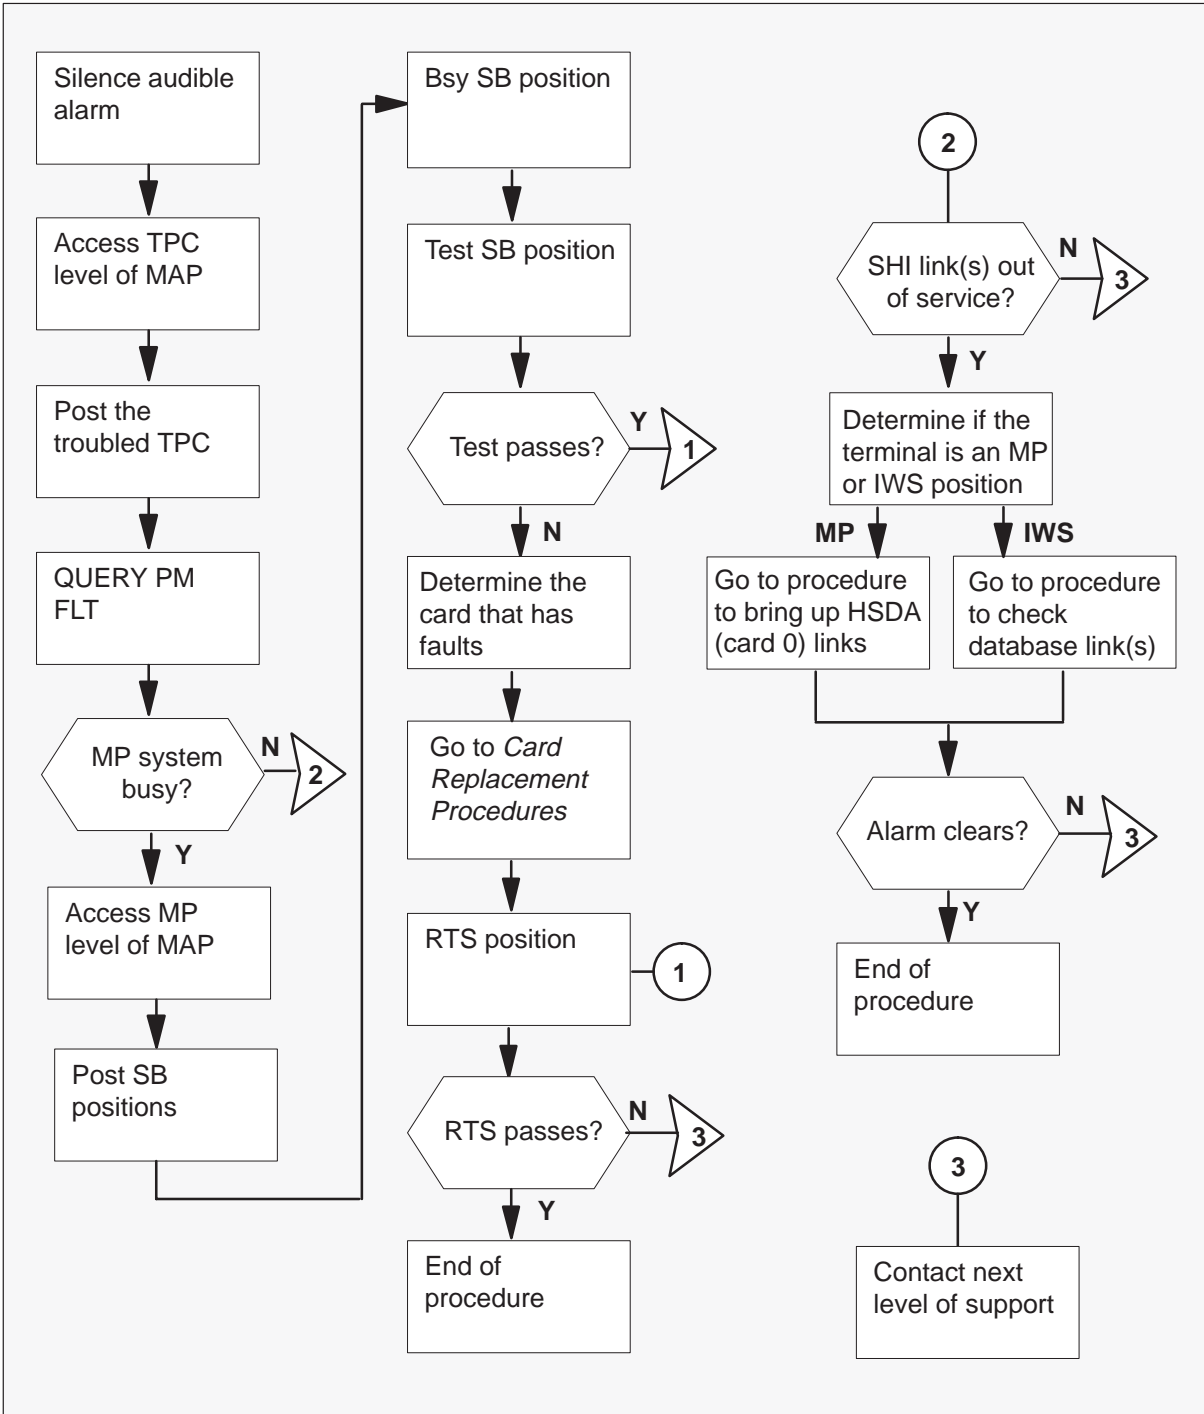 Silence audible
alarm
Access TPC
level of MAP
Post the
troubled TPC
QUERY PM
FLT
MP system
busy?
N
2
Y
Access MP
level of MAP
Post SB
positions
Bsy SB position
Test SB position
Test passes?
Y
1
N
Determine the
card that has
faults
Go to Card
Replacement
Procedures
RTS position
1
RTS passes?
N
3
Y
End of
procedure
2
SHI link(s) out
of service?
N
3
Y
Determine if the
terminal is an MP
or IWS position
MP
IWS
Go to procedure
to bring up HSDA
(card 0) links
Go to procedure
to check
database link(s)
Alarm clears?
N
3
Y
End of
procedure
3
Contact next
level of support